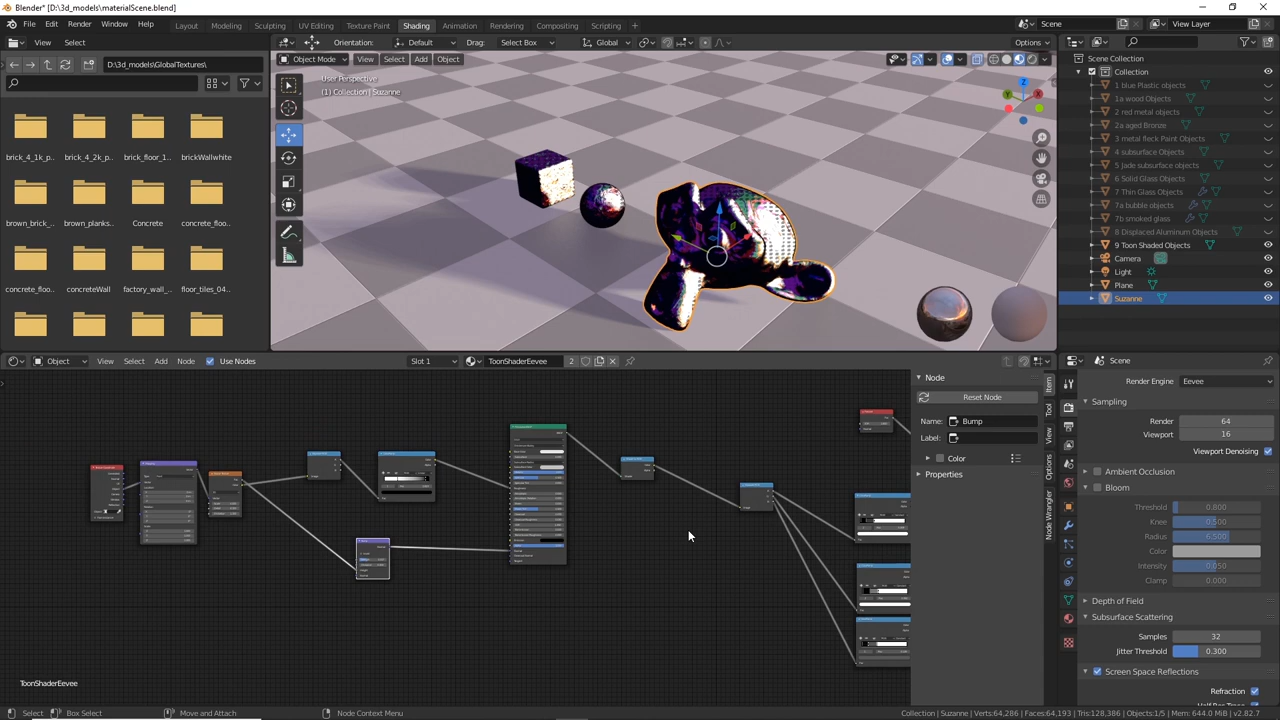 Blender* [D:\3d_models\materialScene.blend]
File Edit Render Window Help Layout Modeling Sculpting UV Editing Texture Paint Shading Animation Rendering Compositing Scripting Scene View Layer
View Select Orientation: Default Drag: Select Box Global Options
D:\3d_models\GlobalTextures\ Object Mode View Select Add Object
User Perspective
(1) Collection | Suzanne
brick_4_1k_p... brick_4_2k_p... brick_floor_1... brickWallwhite
brown_brick_... brown_planks... Concrete concrete_floo...
concrete_floo... concreteWall factory_wall_... floor_tiles_04...
Scene Collection
Collection
1 blue Plastic objects
1a wood Objects
2 red metal objects
2a aged Bronze
3 metal fleck Paint Objects
4 subsurface Objects
5 Jade subsurface objects
6 Solid Glass Objects
7 Thin Glass Objects
7a bubble objects
7b smoked glass
8 Displaced Aluminum Objects
9 Toon Shaded Objects
Camera
Light
Plane
Suzanne
Object View Select Add Node Use Nodes Slot 1 ToonShaderEevee 2
Node
Reset Node
Name: Bump
Label:
Color
Properties
Item
Tool
View
Options
Node Wrangler
Scene
Render Engine Eevee
Sampling
Render 64
Viewport 16
Viewport Denoising
Ambient Occlusion
Bloom
Threshold 0.800
Knee 0.500
Radius 6.500
Color
Intensity 0.050
Clamp 0.000
Depth of Field
Subsurface Scattering
Samples 32
Jitter Threshold 0.300
Screen Space Reflections
Refraction
ToonShaderEevee
Select Box Select Move and Attach Node Context Menu Collection | Suzanne | Verts:64,286 | Faces:64,193 | Tris:128,386 | Objects:1/5 | Mem: 644.0 MiB | v2.82.7